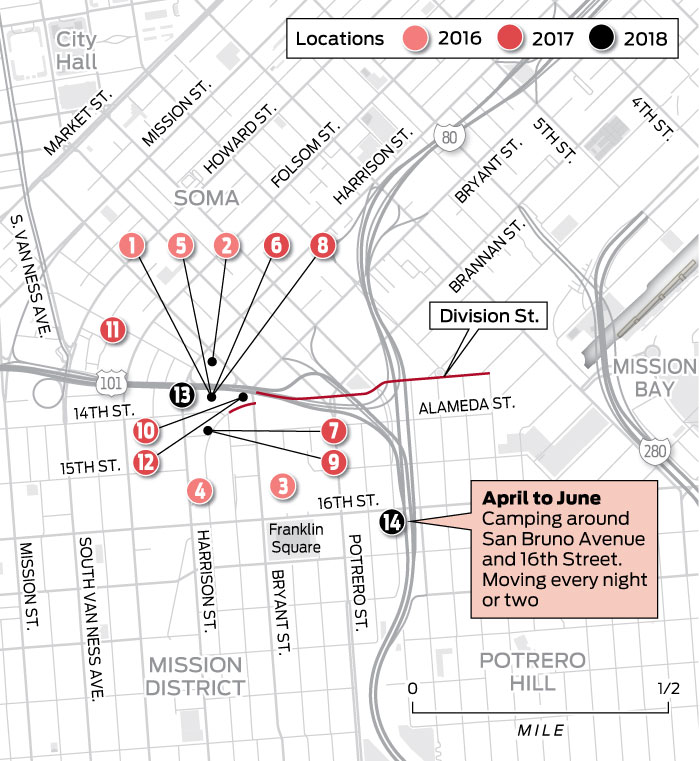 Locations 2016 2017 2018
City
Hall
MARKET ST.
MISSION ST.
HOWARD ST.
FOLSOM ST.
HARRISON ST.
80
BRYANT ST.
5TH ST.
4TH ST.
SOMA
S. VAN NESS AVE.
1
5
2
6
8
BRANNAN ST.
11
Division St.
101
13
MISSION
BAY
14TH ST.
ALAMEDA ST.
10
7
12
9
15TH ST.
280
4
3
16TH ST.
14
April to June
Camping around
San Bruno Avenue
and 16th Street.
Moving every night
or two
Franklin
Square
MISSION ST.
SOUTH VAN NESS AVE.
HARRISON ST.
BRYANT ST.
POTRERO ST.
MISSION
DISTRICT
POTRERO
HILL
0 1/2
MILE